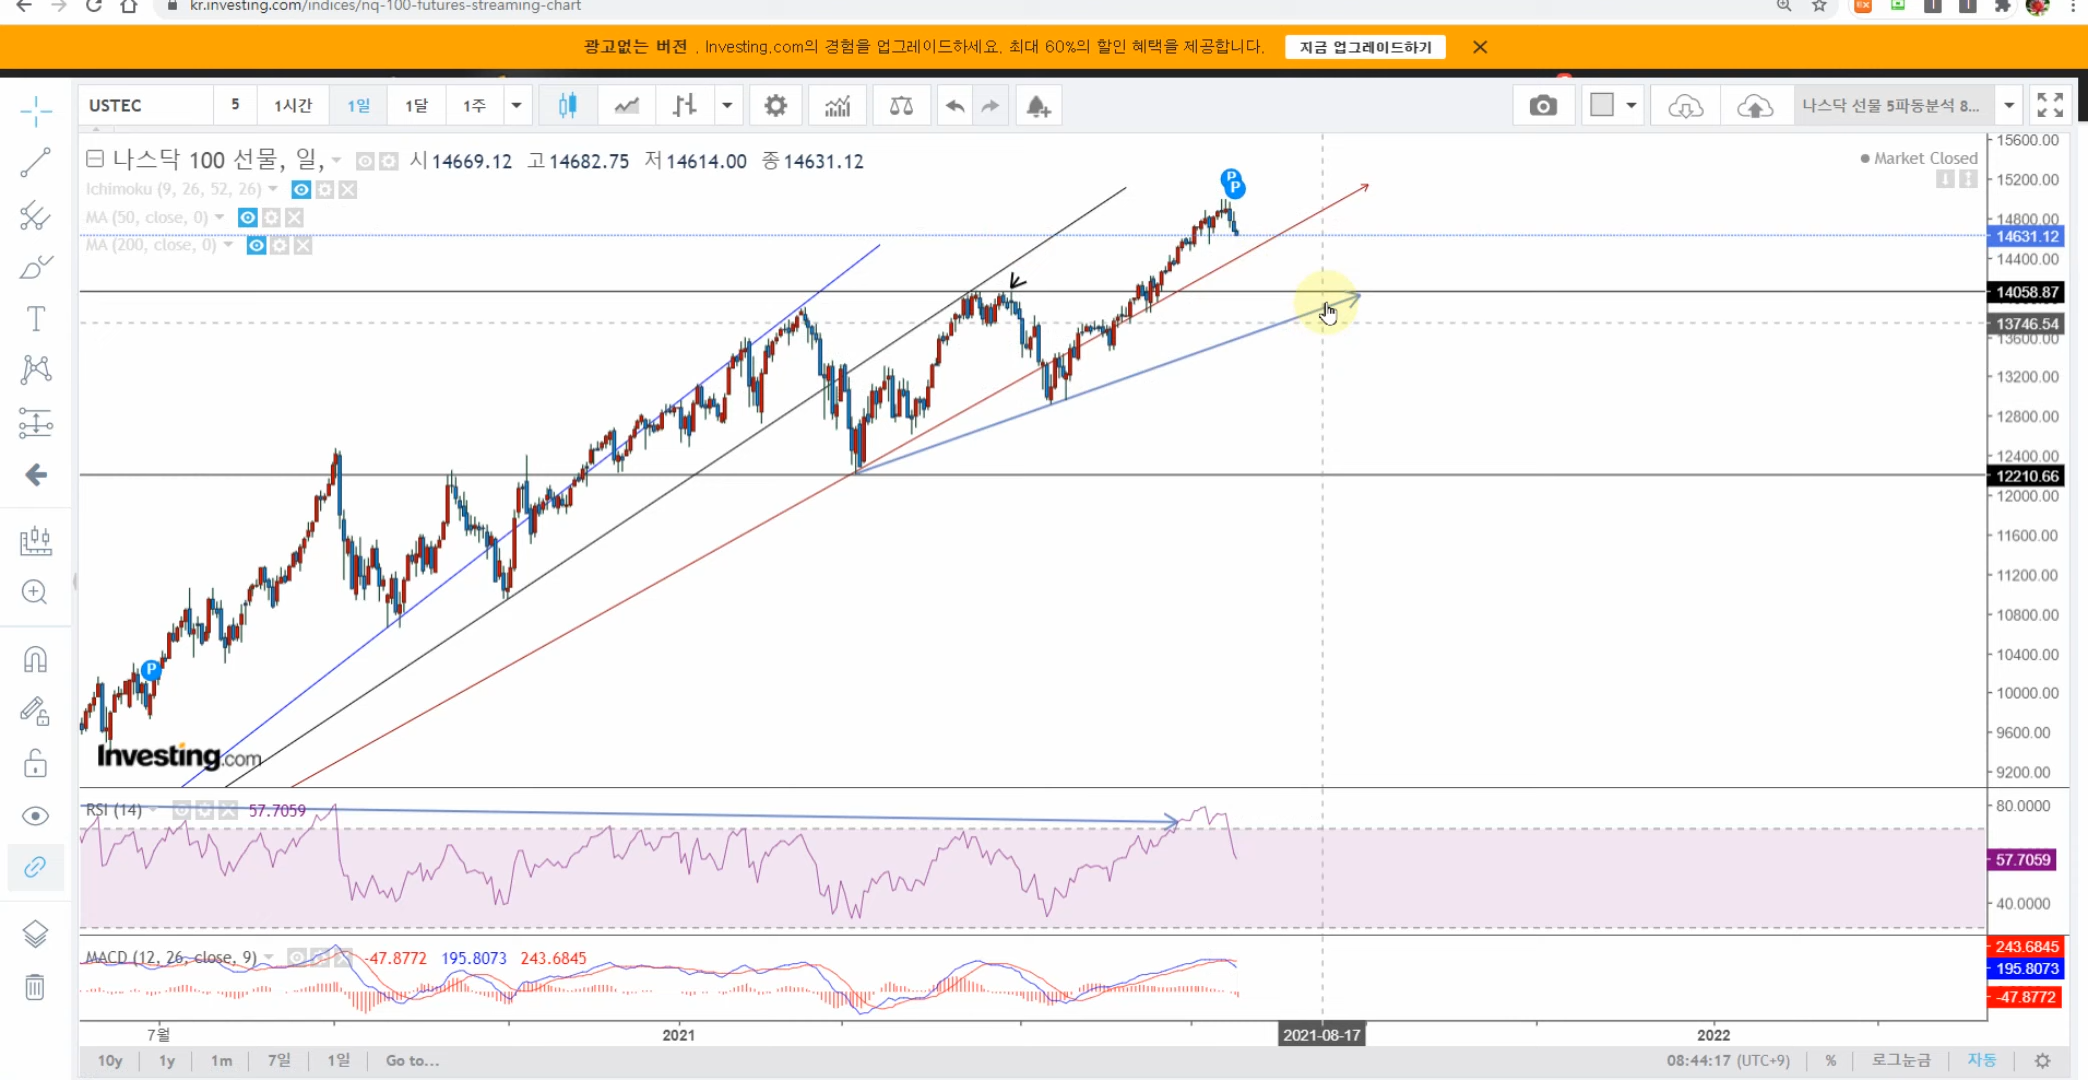 kr.investing.com/indices/nq-100-futures-streaming-chart
광고없는 버전 . Investing.com의 경험을 업그레이드하세요. 최대 60%의 할인 혜택을 제공합니다. 지금 업그레이드하기
USTEC 5 1시간 1일 1달 1주 나스닥 선물 5파동분석 8...
나스닥 100 선물, 일, 시 14669.12 고 14682.75 저 14614.00 종 14631.12
Market Closed
Ichimoku (9, 26, 52, 26)
MA (50, close, 0)
MA (200, close, 0)
P
P
P
15600.00
15200.00
14800.00
14631.12
14400.00
14058.87
13746.54
13600.00
13200.00
12800.00
12400.00
12210.66
12000.00
11600.00
11200.00
10800.00
10400.00
10000.00
9600.00
9200.00
Investing.com
RSI (14) 57.7059
80.0000
57.7059
40.0000
MACD (12, 26, close, 9) -47.8772 195.8073 243.6845
243.6845
195.8073
-47.8772
7월 2021 2021-08-17 2022
10y 1y 1m 7일 1일 Go to... 08:44:17 (UTC+9) % 로그눈금 자동